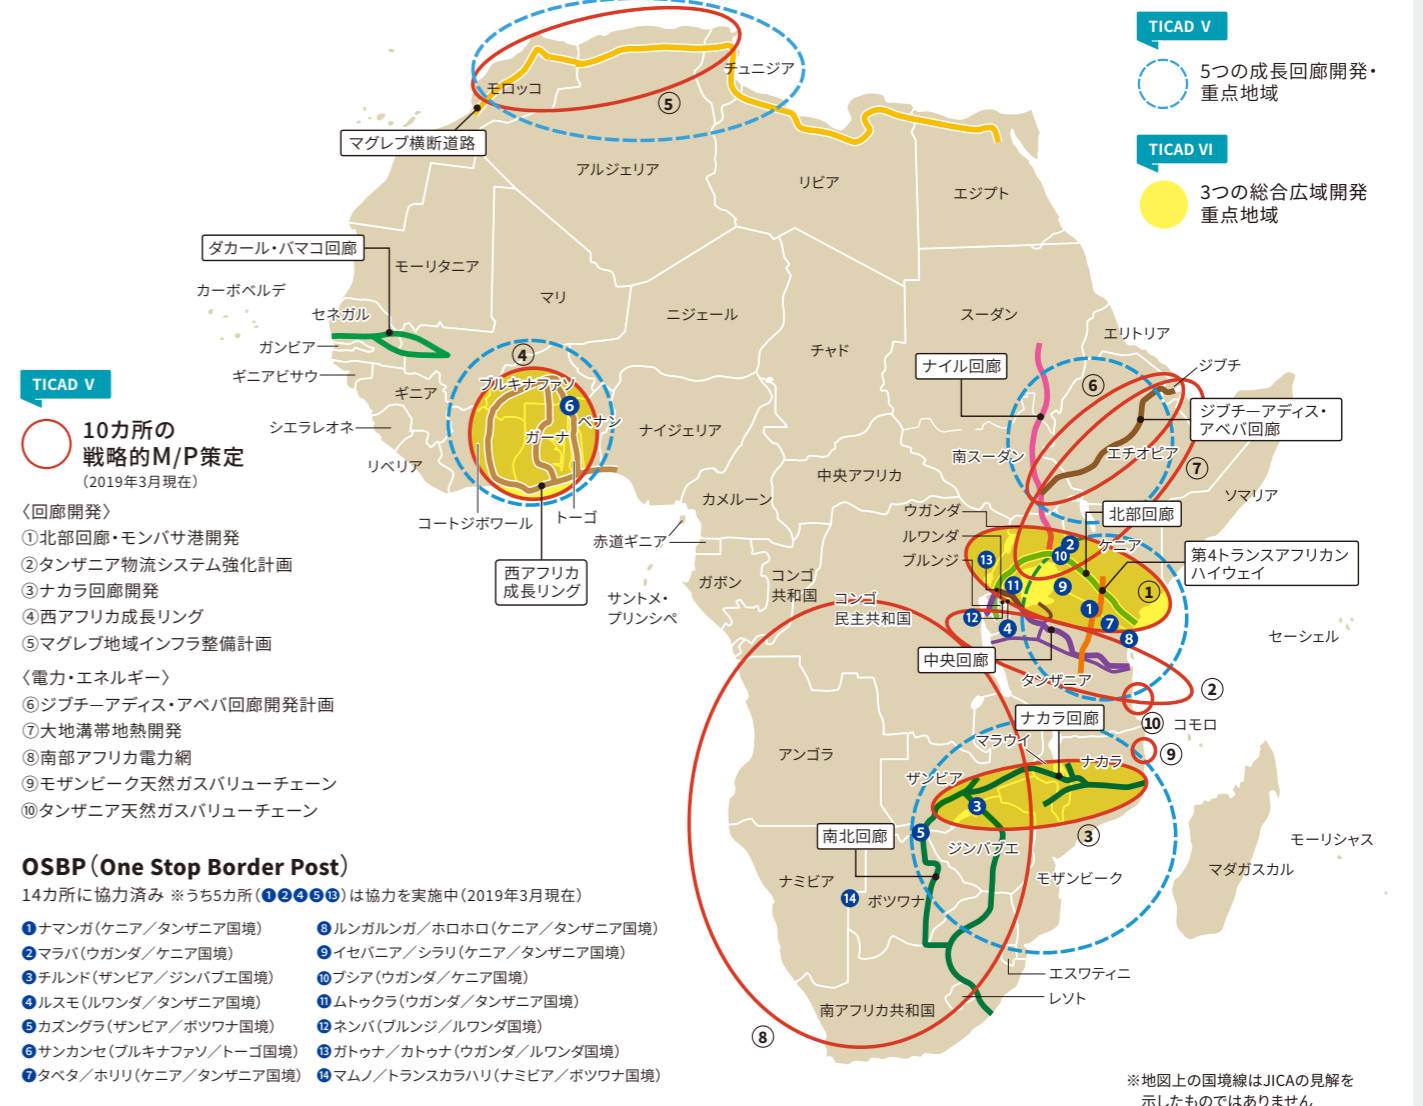 TICAD V
5つの成長回廊開発・
重点地域
TICAD VI
3つの総合広域開発
重点地域
チュニジア
モロッコ
⑤
マグレブ横断道路
アルジェリア
リビア
エジプト
ダカール・バマコ回廊
モーリタニア
カーボベルデ
マリ
ニジェール
スーダン
セネガル
エリトリア
ガンビア
チャド
ナイル回廊
ジブチ
④
ギニアビサウ
ブルキナファソ
⑥
ギニア
❻
ジブチーアディス・
アベバ回廊
ベナン
シエラレオネ
ガーナ
ナイジェリア
南スーダン
エチオピア
リベリア
中央アフリカ
⑦
カメルーン
ソマリア
コートジボワール
トーゴ
ウガンダ
北部回廊
赤道ギニア
ルワンダ
ケニア
❷
❿
ブルンジ
⓭
第4トランスアフリカン
ハイウェイ
西アフリカ
成長リング
ガボン
コンゴ
共和国
⓫
❾
①
サントメ・
プリンシペ
コンゴ
民主共和国
⓬
❶
❹
❼
❽
セーシェル
中央回廊
タンザニア
②
⑩
コモロ
ナカラ回廊
マラウイ
⑨
アンゴラ
ナカラ
ザンビア
❸
南北回廊
❺
③
ジンバブエ
モーリシャス
モザンビーク
マダガスカル
ナミビア
⓮
ボツワナ
エスワティニ
レソト
南アフリカ共和国
⑧
TICAD V
10カ所の
戦略的M/P策定
（2019年3月現在）
〈回廊開発〉
①北部回廊・モンバサ港開発
②タンザニア物流システム強化計画
③ナカラ回廊開発
④西アフリカ成長リング
⑤マグレブ地域インフラ整備計画
〈電力・エネルギー〉
⑥ジブチーアディス・アベバ回廊開発計画
⑦大地溝帯地熱開発
⑧南部アフリカ電力網
⑨モザンビーク天然ガスバリューチェーン
⑩タンザニア天然ガスバリューチェーン
OSBP（One Stop Border Post）
14カ所に協力済み ※うち5カ所（❶❷❹❺⓭）は協力を実施中（2019年3月現在）
❶ナマンガ（ケニア／タンザニア国境）
❷マラバ（ウガンダ／ケニア国境）
❸チルンド（ザンビア／ジンバブエ国境）
❹ルスモ（ルワンダ／タンザニア国境）
❺カズングラ（ザンビア／ボツワナ国境）
❻サンカンセ（ブルキナファソ／トーゴ国境）
❼タベタ／ホリリ（ケニア／タンザニア国境）
❽ルンガルンガ／ホロホロ（ケニア／タンザニア国境）
❾イセバニア／シラリ（ケニア／タンザニア国境）
❿ブシア（ウガンダ／ケニア国境）
⓫ムトゥクラ（ウガンダ／タンザニア国境）
⓬ネンバ（ブルンジ／ルワンダ国境）
⓭ガトゥナ／カトゥナ（ウガンダ／ルワンダ国境）
⓮マムノ／トランスカラハリ（ナミビア／ボツワナ国境）
※地図上の国境線はJICAの見解を
示したものではありません